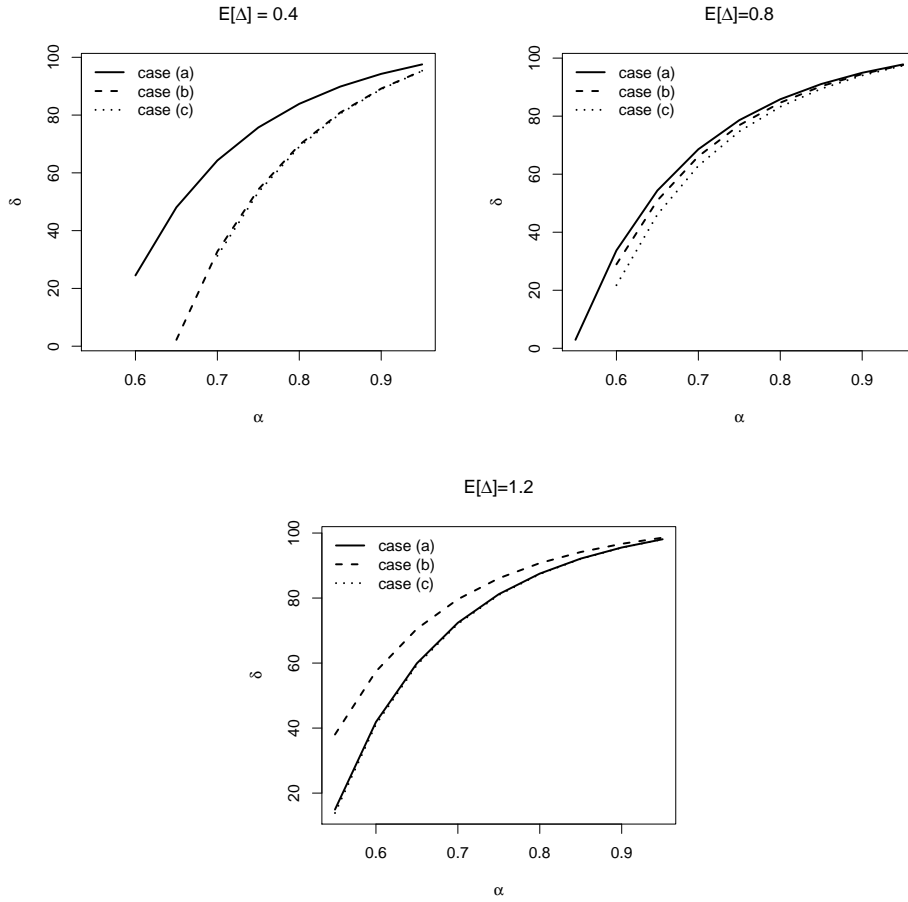 E[Δ] = 0.4
case (a)
case (b)
case (c)
100
80
60
40
20
0
δ
0.6 0.7 0.8 0.9
α
E[Δ]=0.8
case (a)
case (b)
case (c)
100
80
60
40
20
0
δ
0.6 0.7 0.8 0.9
α
E[Δ]=1.2
case (a)
case (b)
case (c)
100
80
60
40
20
δ
0.6 0.7 0.8 0.9
α